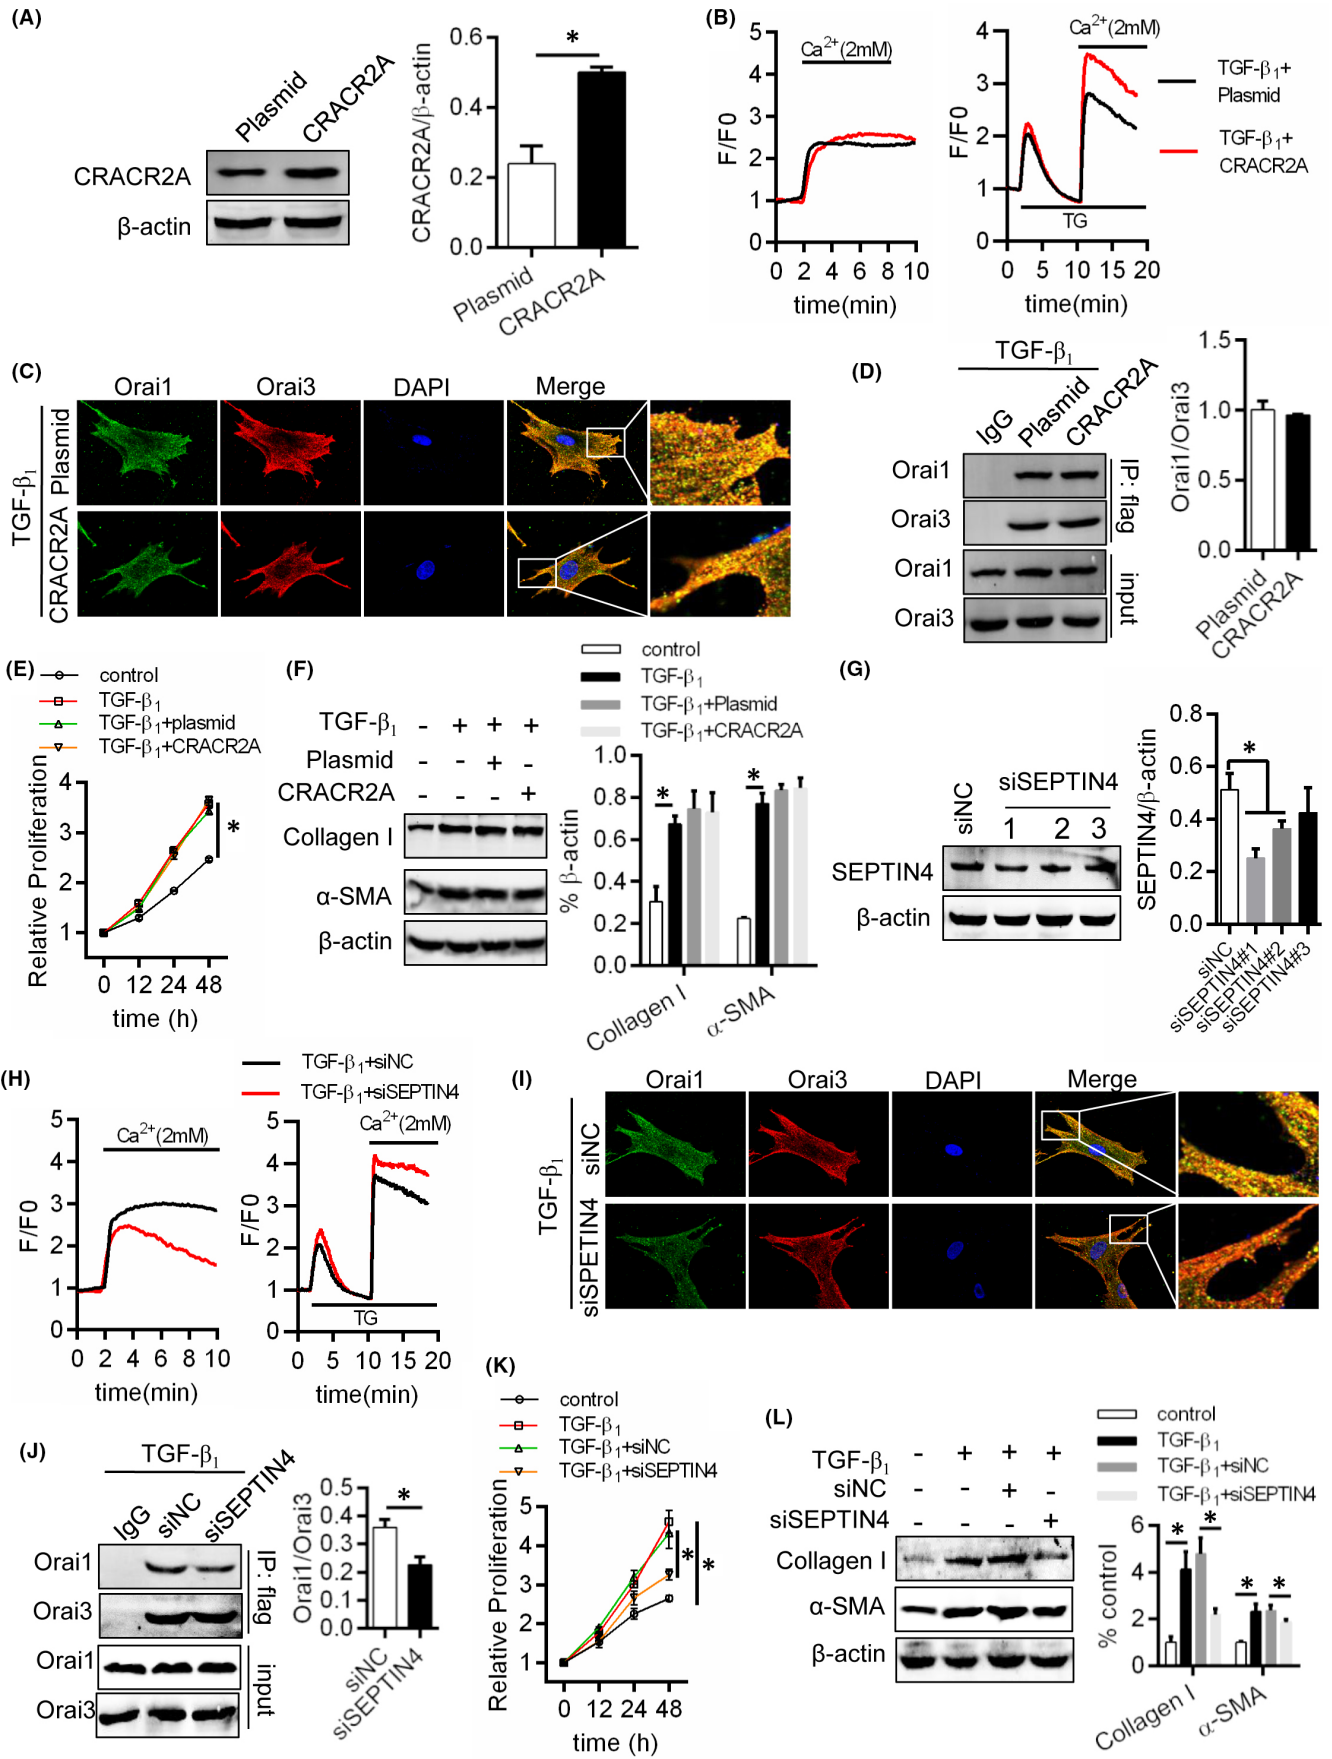 (A)
Plasmid
CRACR2A
CRACR2A
β-actin
CRACR2A/β-actin
0.6
0.4
0.2
0.0
*
Plasmid
CRACR2A
(B)
F/F0
5
4
3
2
1
0
Ca2+(2mM)
0 2 4 6 8 10
time(min)
F/F0
4
3
2
1
0
Ca2+(2mM)
TG
0 5 10 15 20
time(min)
TGF-β1+
Plasmid
TGF-β1+
CRACR2A
(C)
Orai1 Orai3 DAPI Merge
TGF-β1
Plasmid
CRACR2A
(D)
TGF-β1
IgG
Plasmid
CRACR2A
Orai1
Orai3
Orai1
Orai3
IP: flag
input
Orai1/Orai3
1.5
1.0
0.5
0.0
Plasmid
CRACR2A
(E)
control
TGF-β1
TGF-β1+plasmid
TGF-β1+CRACR2A
Relative Proliferation
4
3
2
1
*
0 12 24 48
time (h)
(F)
TGF-β1 - + + +
Plasmid - - + -
CRACR2A - - - +
Collagen I
α-SMA
β-actin
control
TGF-β1
TGF-β1+Plasmid
TGF-β1+CRACR2A
% β-actin
1.0
0.8
0.6
0.4
0.2
0.0
* *
Collagen I
α-SMA
(G)
siNC
siSEPTIN4
1 2 3
SEPTIN4
β-actin
SEPTIN4/β-actin
0.8
0.6
0.4
0.2
0.0
*
siNC
siSEPTIN4#1
siSEPTIN4#2
siSEPTIN4#3
(H)
TGF-β1+siNC
TGF-β1+siSEPTIN4
F/F0
5
4
3
2
1
0
Ca2+(2mM)
0 2 4 6 8 10
time(min)
F/F0
5
4
3
2
1
0
Ca2+(2mM)
TG
0 5 10 15 20
time(min)
(I)
Orai1 Orai3 DAPI Merge
TGF-β1
siNC
siSPETIN4
(J)
TGF-β1
IgG
siNC
siSEPTIN4
Orai1
Orai3
Orai1
Orai3
IP: flag
input
Orai1/Orai3
0.5
0.4
0.3
0.2
0.1
0.0
*
siNC
siSEPTIN4
(K)
control
TGF-β1
TGF-β1+siNC
TGF-β1+siSEPTIN4
Relative Proliferation
5
4
3
2
1
* *
0 12 24 48
time (h)
(L)
TGF-β1 - + + +
siNC - - + -
siSEPTIN4 - - - +
Collagen I
α-SMA
β-actin
control
TGF-β1
TGF-β1+siNC
TGF-β1+siSEPTIN4
% control
6
4
2
0
* * * *
Collagen I
α-SMA